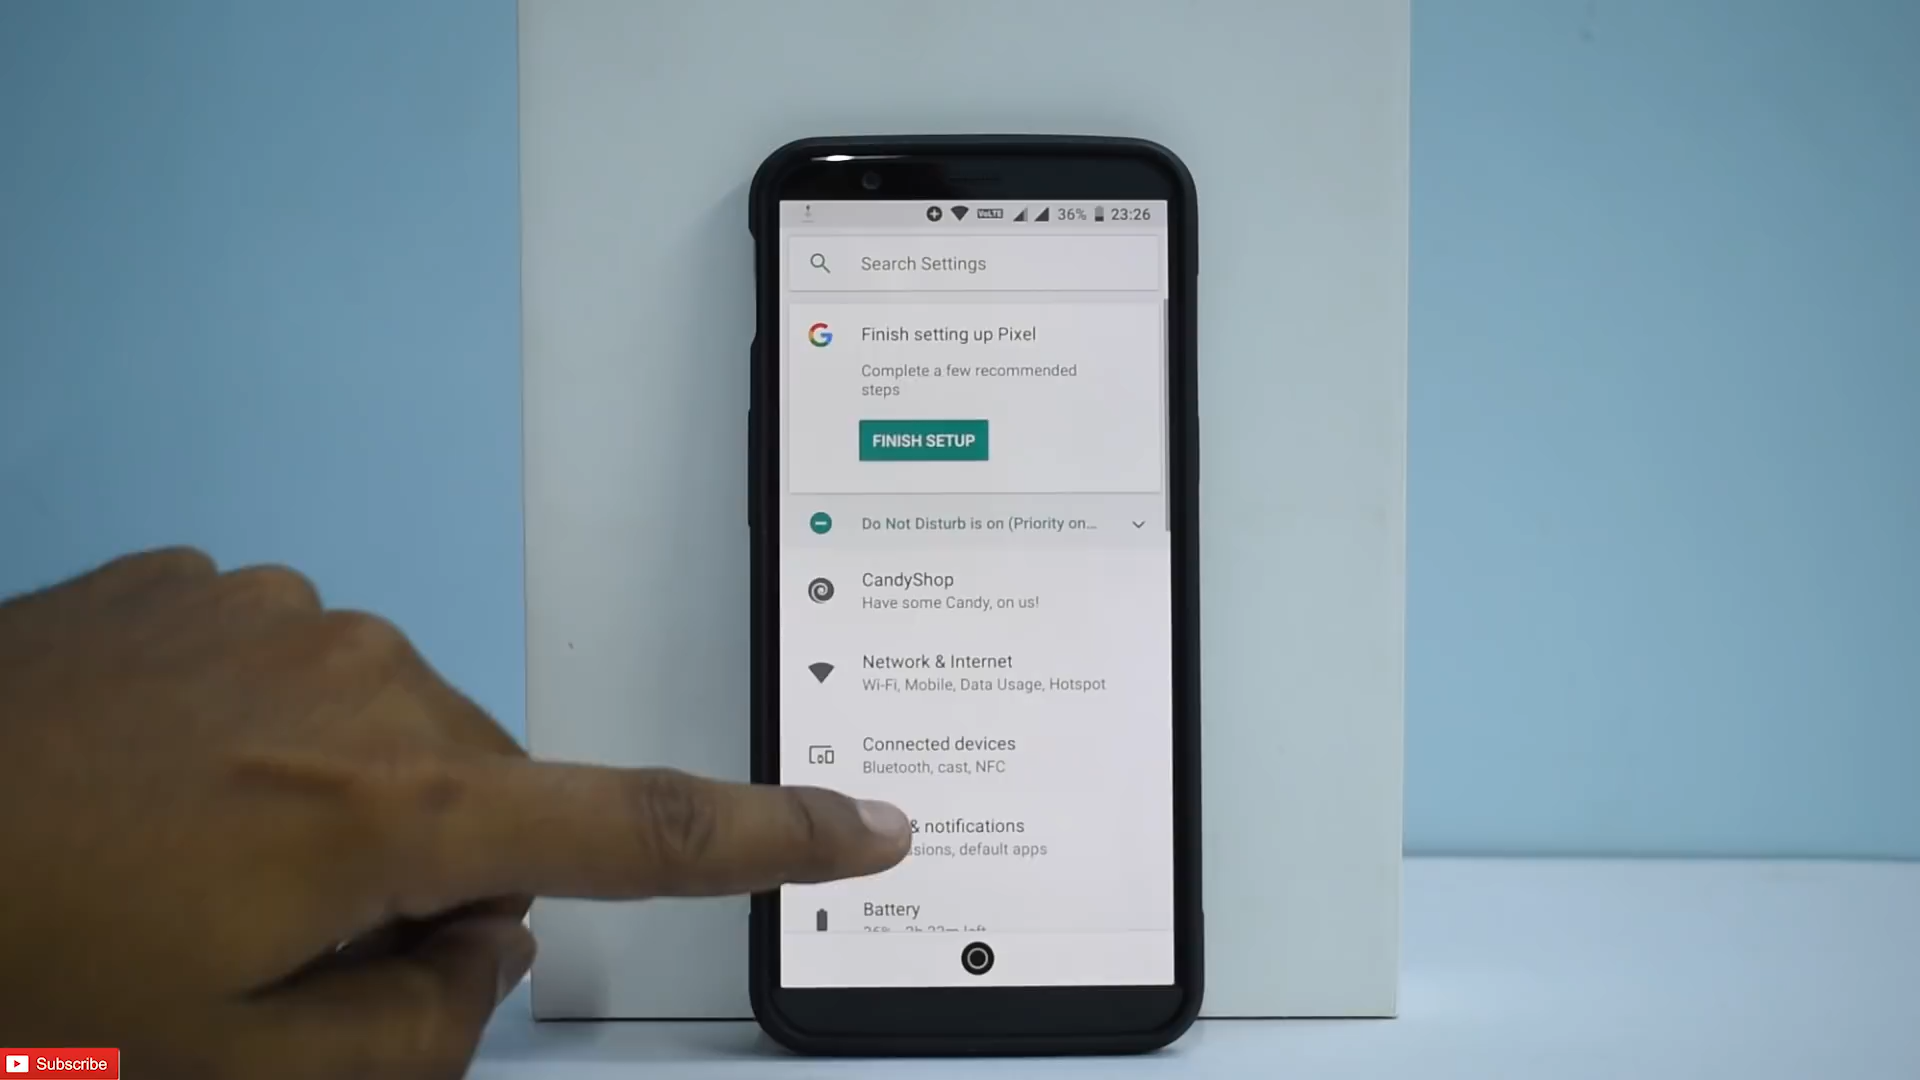 VoLTE 36% 23:26
Search Settings
Finish setting up Pixel
Complete a few recommended
steps
FINISH SETUP
Do Not Disturb is on (Priority on...
CandyShop
Have some Candy, on us!
Network & Internet
Wi-Fi, Mobile, Data Usage, Hotspot
Connected devices
Bluetooth, cast, NFC
& notifications
ssions, default apps
Battery
Subscribe